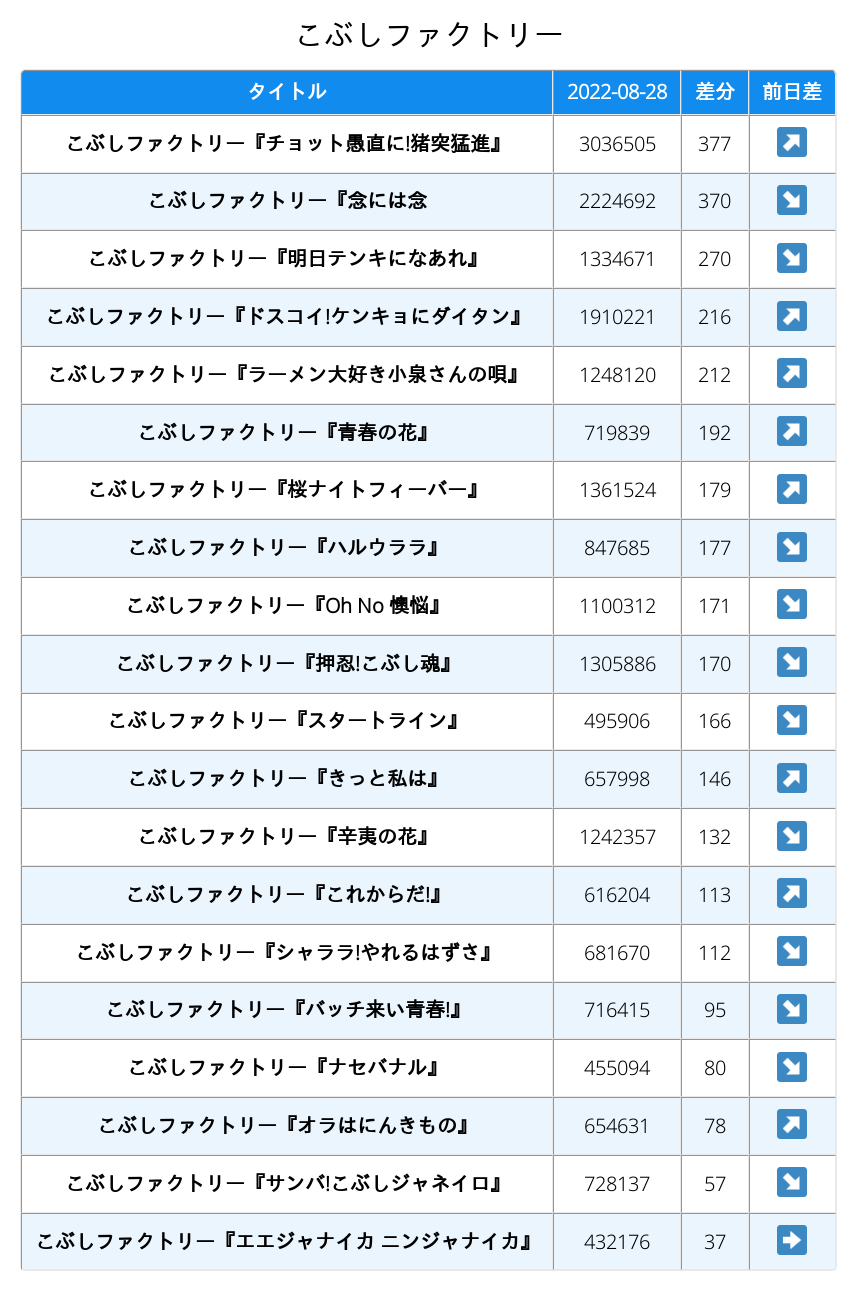 こぶしファクトリー
タイトル 2022-08-28 差分 前日差
こぶしファクトリー『チョット愚直に!猪突猛進』 3036505 377 ↗
こぶしファクトリー『念には念 2224692 370 ↘
こぶしファクトリー『明日テンキになあれ』 1334671 270 ↘
こぶしファクトリー『ドスコイ!ケンキョにダイタン』 1910221 216 ↗
こぶしファクトリー『ラーメン大好き小泉さんの唄』 1248120 212 ↗
こぶしファクトリー『青春の花』 719839 192 ↗
こぶしファクトリー『桜ナイトフィーバー』 1361524 179 ↗
こぶしファクトリー『ハルウララ』 847685 177 ↘
こぶしファクトリー『Oh No 懊悩』 1100312 171 ↘
こぶしファクトリー『押忍!こぶし魂』 1305886 170 ↘
こぶしファクトリー『スタートライン』 495906 166 ↘
こぶしファクトリー『きっと私は』 657998 146 ↗
こぶしファクトリー『辛夷の花』 1242357 132 ↘
こぶしファクトリー『これからだ!』 616204 113 ↗
こぶしファクトリー『シャララ!やれるはずさ』 681670 112 ↘
こぶしファクトリー『バッチ来い青春!』 716415 95 ↘
こぶしファクトリー『ナセバナル』 455094 80 ↘
こぶしファクトリー『オラはにんきもの』 654631 78 ↗
こぶしファクトリー『サンバ!こぶしジャネイロ』 728137 57 ↘
こぶしファクトリー『エエジャナイカ ニンジャナイカ』 432176 37 ➡